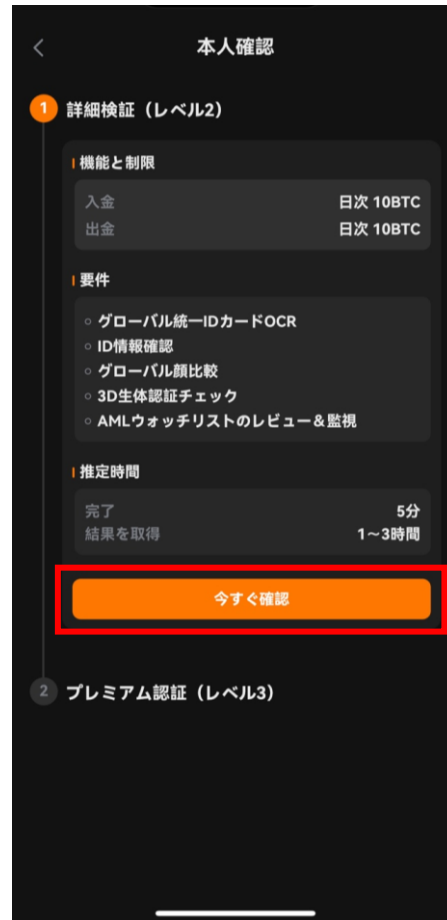 本人確認
1 詳細検証（レベル2）
機能と制限
入金 日次 10BTC
出金 日次 10BTC
要件
○ グローバル統一IDカードOCR
○ ID情報確認
○ グローバル顔比較
○ 3D生体認証チェック
○ AMLウォッチリストのレビュー＆監視
推定時間
完了 5分
結果を取得 1～3時間
今すぐ確認
2 プレミアム認証（レベル3）